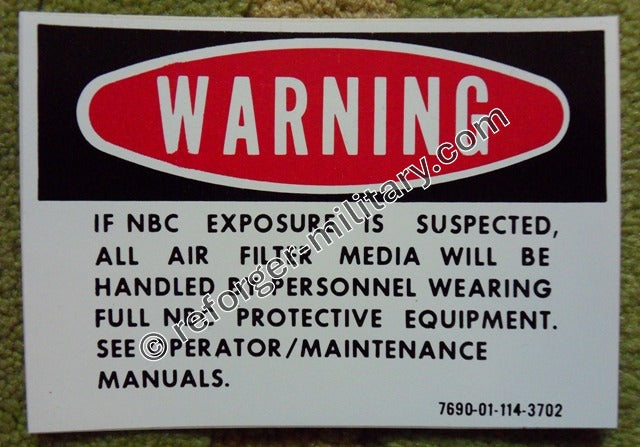 WARNING
IF NBC EXPOSURE IS SUSPECTED,
ALL AIR FILTER MEDIA WILL BE
HANDLED BY PERSONNEL WEARING
FULL NBC PROTECTIVE EQUIPMENT.
SEE OPERATOR/MAINTENANCE
MANUALS.
7690-01-114-3702
©reforger-military.com